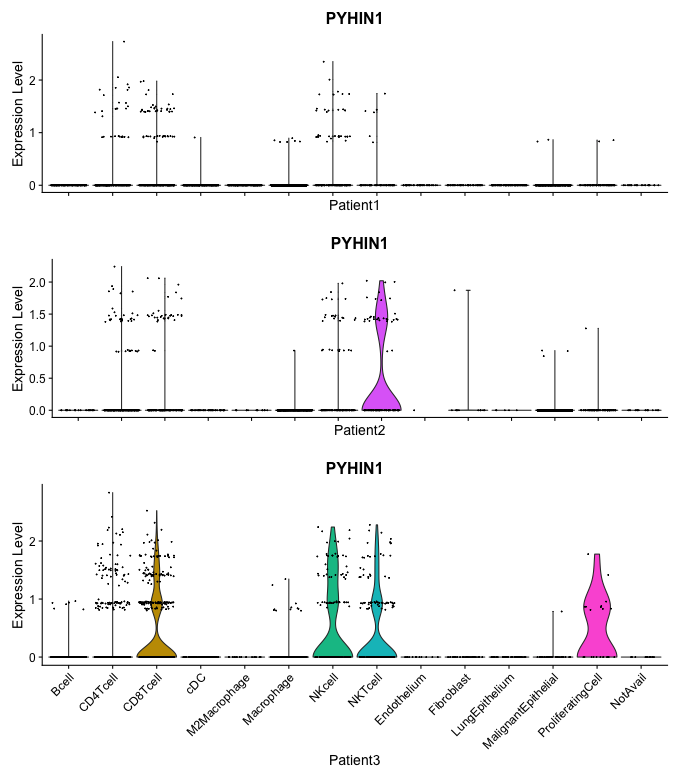 PYHIN1
Expression Level
2
1
0
Patient1
PYHIN1
Expression Level
2.0
1.5
1.0
0.5
0.0
Patient2
PYHIN1
Expression Level
2
1
0
Bcell
CD4Tcell
CD8Tcell
cDC
M2Macrophage
Macrophage
NKcell
NKTcell
Endothelium
Fibroblast
LungEpithelium
MalignantEpithelial
ProliferatingCell
NotAvail
Patient3